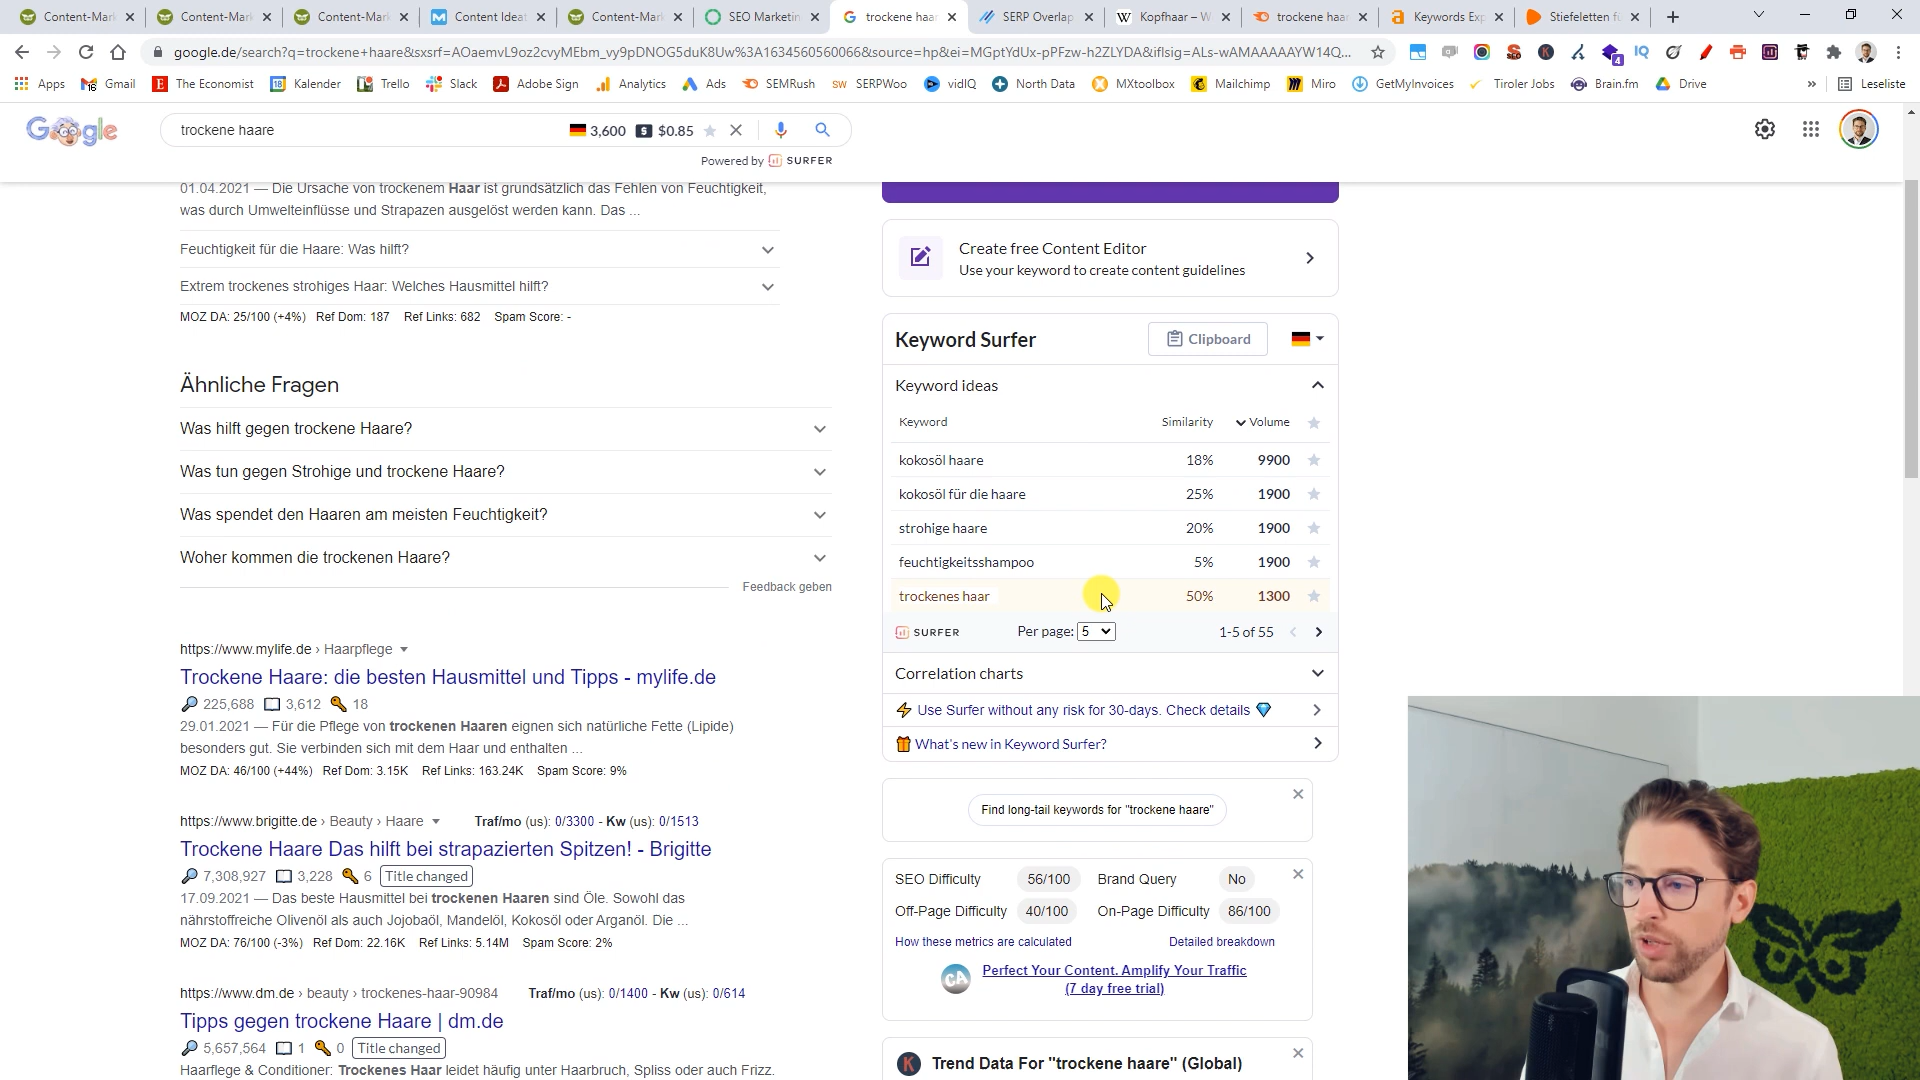 Content-Mark
Content-Mark
Content-Mark
Content Ideat
Content-Mark
SEO Marketin
trockene haar
SERP Overlap
Kopfhaar – W
trockene haar
Keywords Exp
Stiefeletten fü
google.de/search?q=trockene+haare&sxsrf=AOaemvL9oz2cvyMEbm_vy9pDNOG5duK8Uw%3A1634560560066&source=hp&ei=MGptYdUx-pPFzw-h2ZLYDA&iflsig=ALs-wAMAAAAAYW14Q...
Apps Gmail The Economist Kalender Trello Slack Adobe Sign Analytics Ads SEMRush SERPWoo vidIQ North Data MXtoolbox Mailchimp Miro GetMyInvoices Tiroler Jobs Brain.fm Drive » Leseliste
trockene haare 3,600 $0.85
Powered by SURFER
01.04.2021 — Die Ursache von trockenem Haar ist grundsätzlich das Fehlen von Feuchtigkeit,
was durch Umwelteinflüsse und Strapazen ausgelöst werden kann. Das ...
Feuchtigkeit für die Haare: Was hilft?
Extrem trockenes strohiges Haar: Welches Hausmittel hilft?
MOZ DA: 25/100 (+4%) Ref Dom: 187 Ref Links: 682 Spam Score: -
Ähnliche Fragen
Was hilft gegen trockene Haare?
Was tun gegen Strohige und trockene Haare?
Was spendet den Haaren am meisten Feuchtigkeit?
Woher kommen die trockenen Haare?
Feedback geben
https://www.mylife.de › Haarpflege
Trockene Haare: die besten Hausmittel und Tipps - mylife.de
225,688 3,612 18
29.01.2021 — Für die Pflege von trockenen Haaren eignen sich natürliche Fette (Lipide)
besonders gut. Sie verbinden sich mit dem Haar und enthalten ...
MOZ DA: 46/100 (+44%) Ref Dom: 3.15K Ref Links: 163.24K Spam Score: 9%
https://www.brigitte.de › Beauty › Haare Traf/mo (us): 0/3300 - Kw (us): 0/1513
Trockene Haare Das hilft bei strapazierten Spitzen! - Brigitte
7,308,927 3,228 6 Title changed
17.09.2021 — Das beste Hausmittel bei trockenen Haaren sind Öle. Sowohl das
nährstoffreiche Olivenöl als auch Jojobaöl, Mandelöl, Kokosöl oder Arganöl. Die ...
MOZ DA: 76/100 (-3%) Ref Dom: 22.16K Ref Links: 5.14M Spam Score: 2%
https://www.dm.de › beauty › trockenes-haar-90984 Traf/mo (us): 0/1400 - Kw (us): 0/614
Tipps gegen trockene Haare | dm.de
5,657,564 1 0 Title changed
Haarflege & Conditioner: Trockenes Haar leidet häufig unter Haarbruch, Spliss oder auch Frizz.
Create free Content Editor
Use your keyword to create content guidelines
Keyword Surfer Clipboard
Keyword ideas
Keyword Similarity Volume
kokosöl haare 18% 9900
kokosöl für die haare 25% 1900
strohige haare 20% 1900
feuchtigkeitsshampoo 5% 1900
trockenes haar 50% 1300
SURFER Per page: 5 1-5 of 55
Correlation charts
Use Surfer without any risk for 30-days. Check details
What's new in Keyword Surfer?
Find long-tail keywords for "trockene haare"
SEO Difficulty 56/100 Brand Query No
Off-Page Difficulty 40/100 On-Page Difficulty 86/100
How these metrics are calculated Detailed breakdown
CA
Perfect Your Content. Amplify Your Traffic
(7 day free trial)
K Trend Data For "trockene haare" (Global)